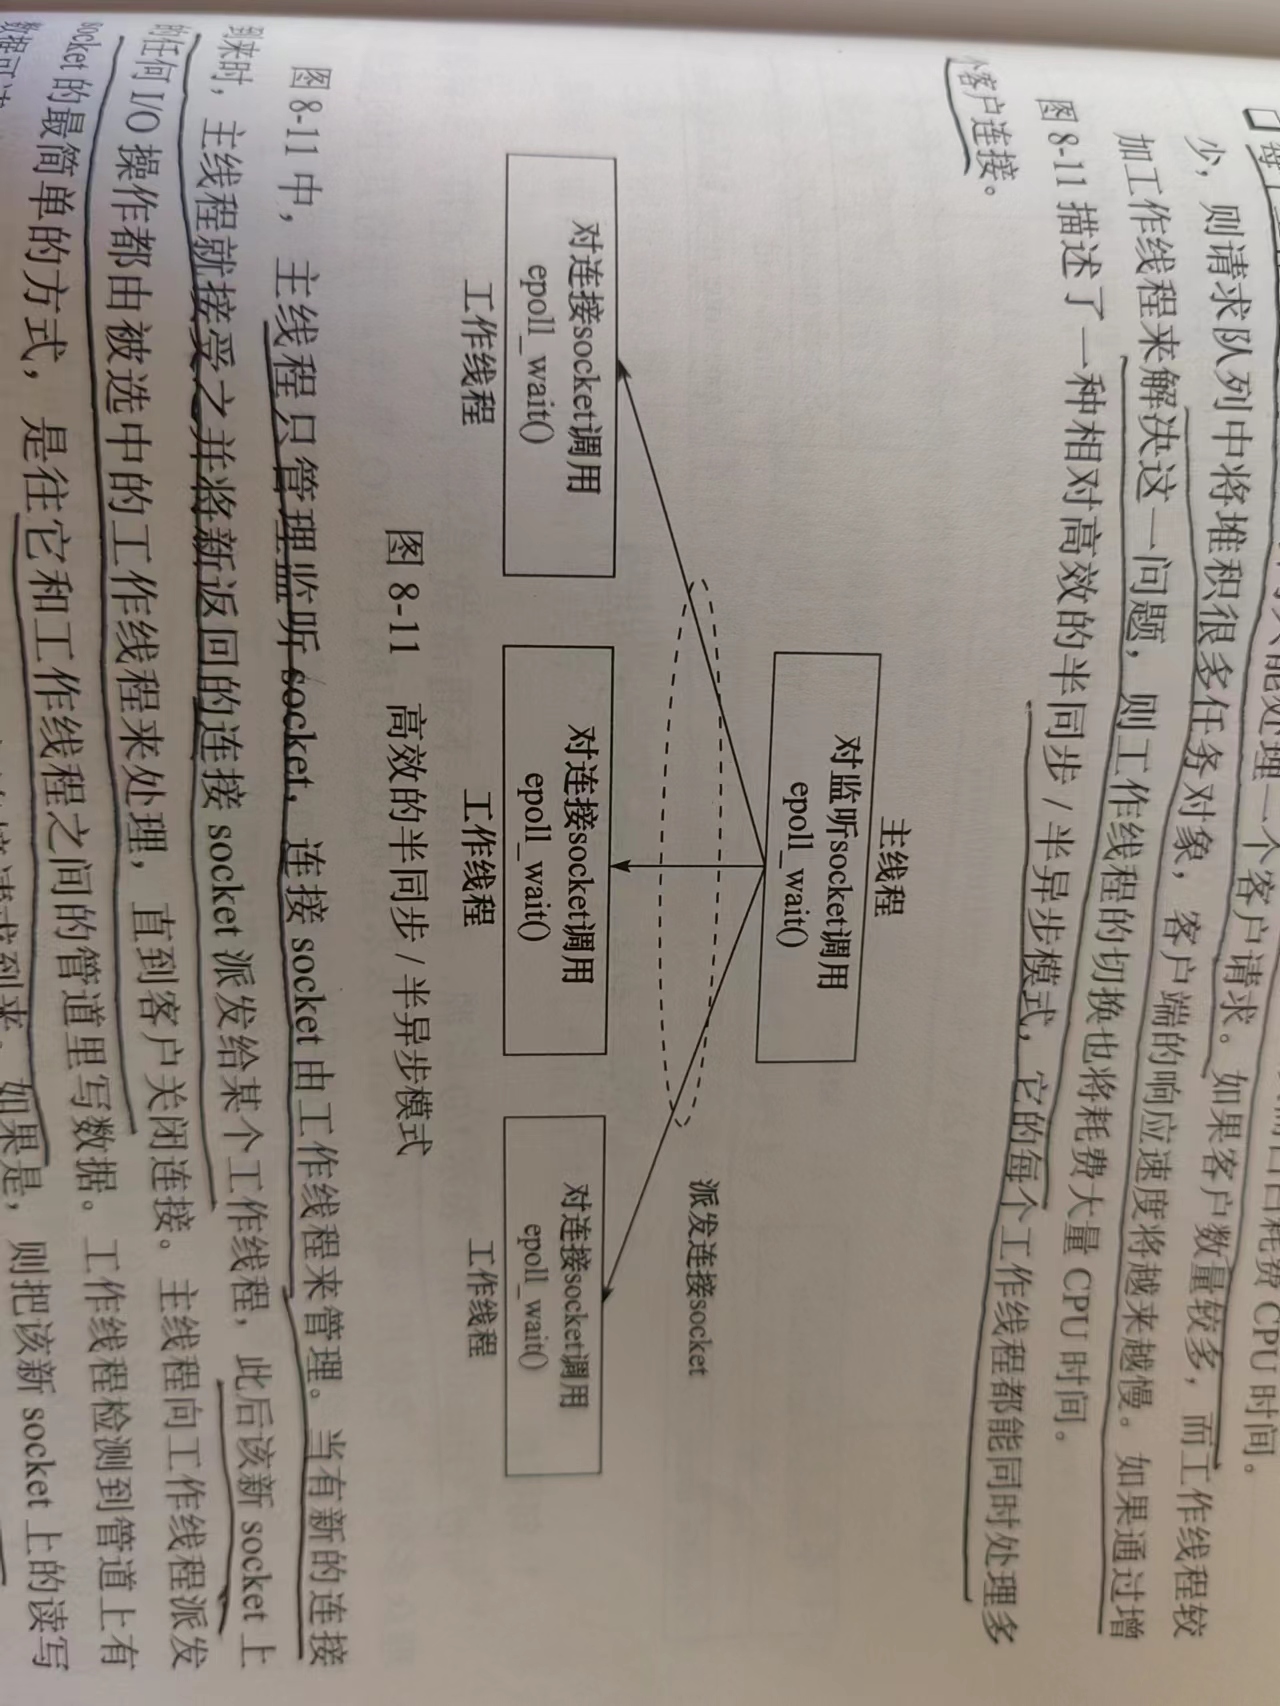 能处理一个客户请求。如果客户数量较多，而工作线程较
少，则请求队列中将堆积很多任务对象，客户端的响应速度将越来越慢。如果通过增
加工作线程来解决这一问题，则工作线程的切换也将耗费大量 CPU 时间。
图 8-11 描述了一种相对高效的半同步 / 半异步模式，它的每个工作线程都能同时处理多
个客户连接。
主线程
对监听socket调用
epoll_wait()
派发连接socket
对连接socket调用
epoll_wait()
工作线程
对连接socket调用
epoll_wait()
工作线程
对连接socket调用
epoll_wait()
工作线程
图 8-11 高效的半同步 / 半异步模式
图 8-11 中，主线程只管理监听 socket，连接 socket 由工作线程来管理。当有新的连接
到来时，主线程就接受之并将新返回的连接 socket 派发给某个工作线程，此后该新 socket 上
的任何 I/O 操作都由被选中的工作线程来处理，直到客户关闭连接。主线程向工作线程派发
socket 的最简单的方式，是往它和工作线程之间的管道里写数据。工作线程检测到管道上有
数据可读
请求到来。如果是，则把该新 socket 上的读写